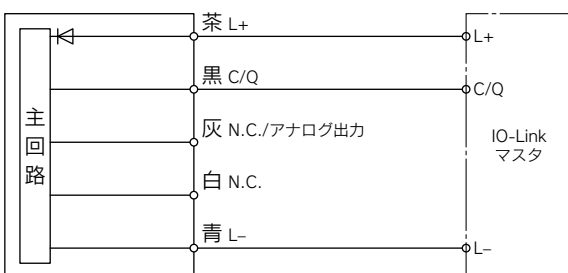 茶 L+
L+
黒 C/Q
C/Q
主回路
灰 N.C./アナログ出力
IO-Link
マスタ
白 N.C.
青 L–
L–